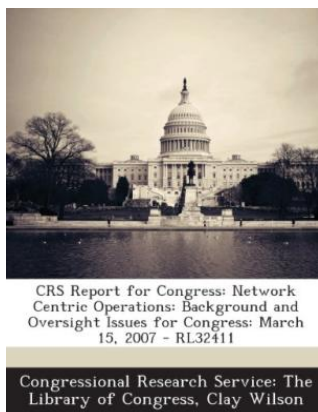 CRS Report for Congress: Network
Centric Operations: Background and
Oversight Issues for Congress: March
15, 2007 - RL32411
Congressional Research Service: The
Library of Congress, Clay Wilson